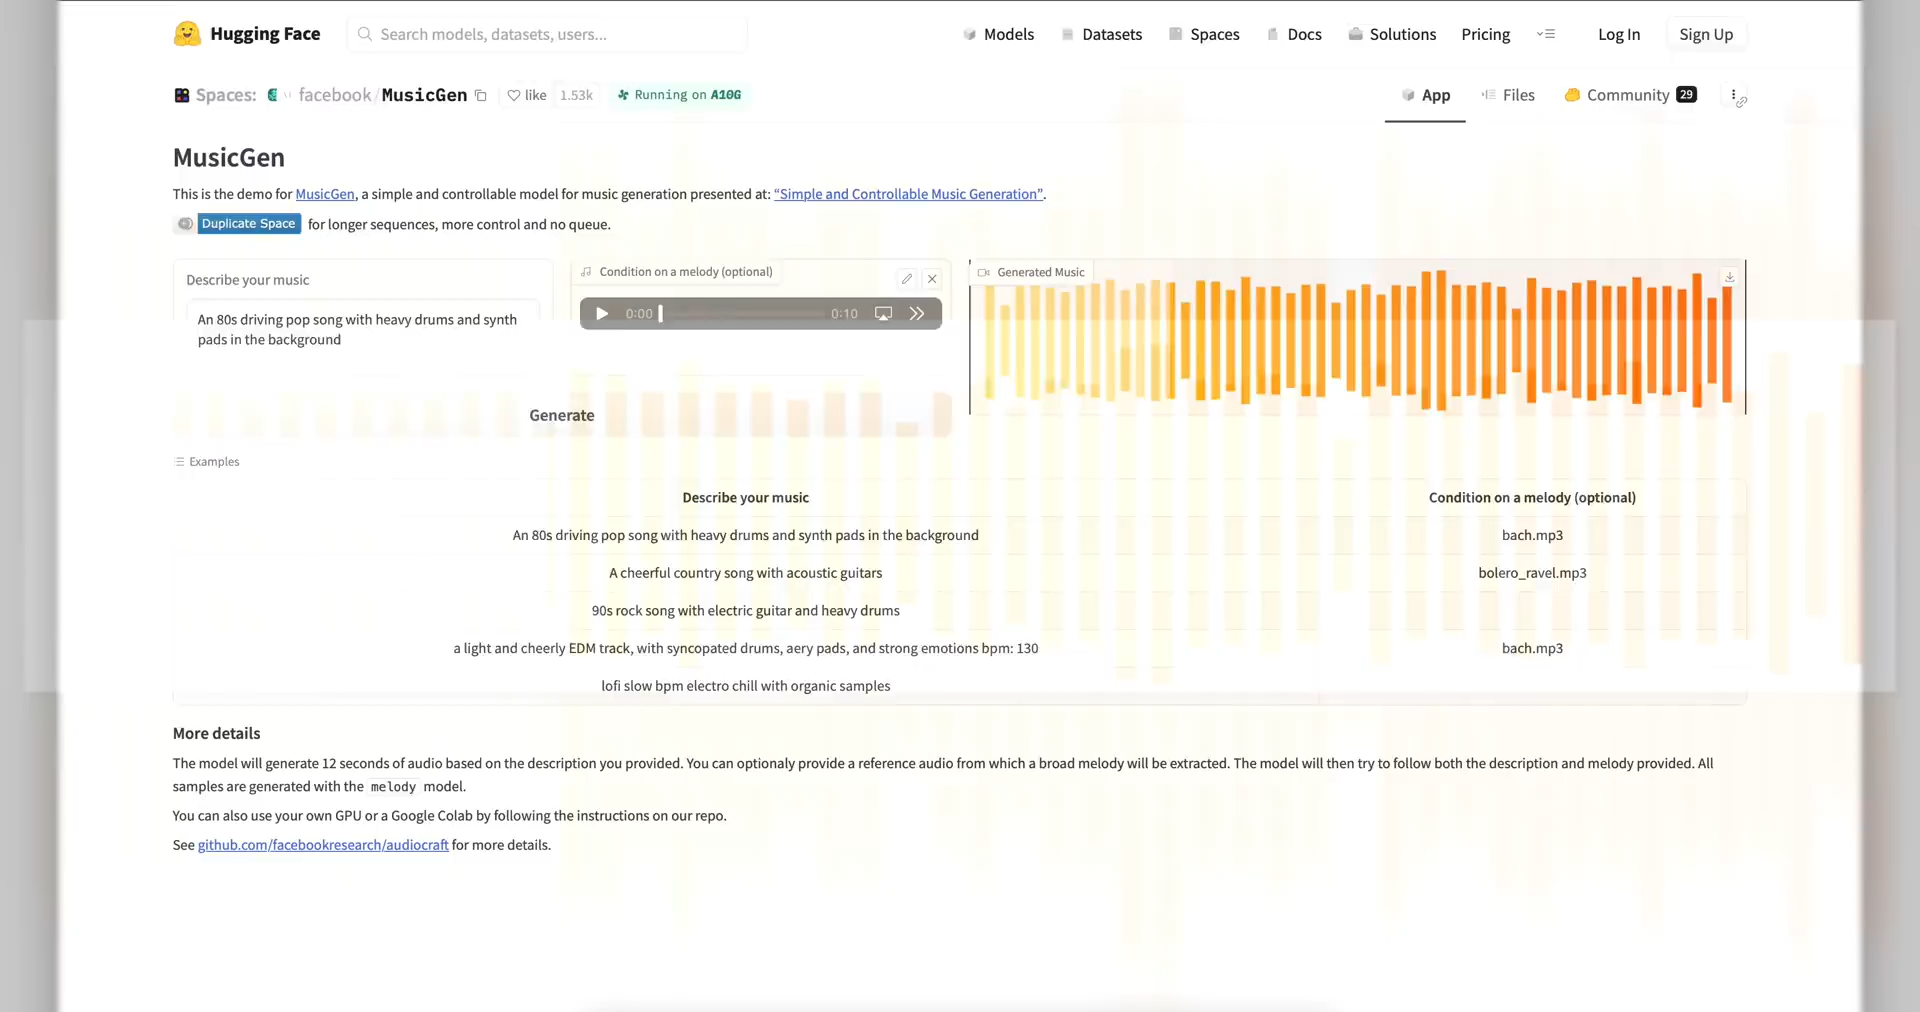 Hugging Face
Search models, datasets, users...
Models
Datasets
Spaces
Docs
Solutions
Pricing
Log In
Sign Up
Spaces:
facebook/MusicGen
like
1.53k
Running on A10G
App
Files
Community 29
MusicGen
This is the demo for MusicGen, a simple and controllable model for music generation presented at: “Simple and Controllable Music Generation”.
Duplicate Space for longer sequences, more control and no queue.
Describe your music
An 80s driving pop song with heavy drums and synth
pads in the background
Condition on a melody (optional)
0:00
0:10
Generated Music
Generate
Examples
Describe your music
Condition on a melody (optional)
An 80s driving pop song with heavy drums and synth pads in the background
bach.mp3
A cheerful country song with acoustic guitars
bolero_ravel.mp3
90s rock song with electric guitar and heavy drums
a light and cheerly EDM track, with syncopated drums, aery pads, and strong emotions bpm: 130
bach.mp3
lofi slow bpm electro chill with organic samples
More details
The model will generate 12 seconds of audio based on the description you provided. You can optionaly provide a reference audio from which a broad melody will be extracted. The model will then try to follow both the description and melody provided. All
samples are generated with the melody model.
You can also use your own GPU or a Google Colab by following the instructions on our repo.
See github.com/facebookresearch/audiocraft for more details.